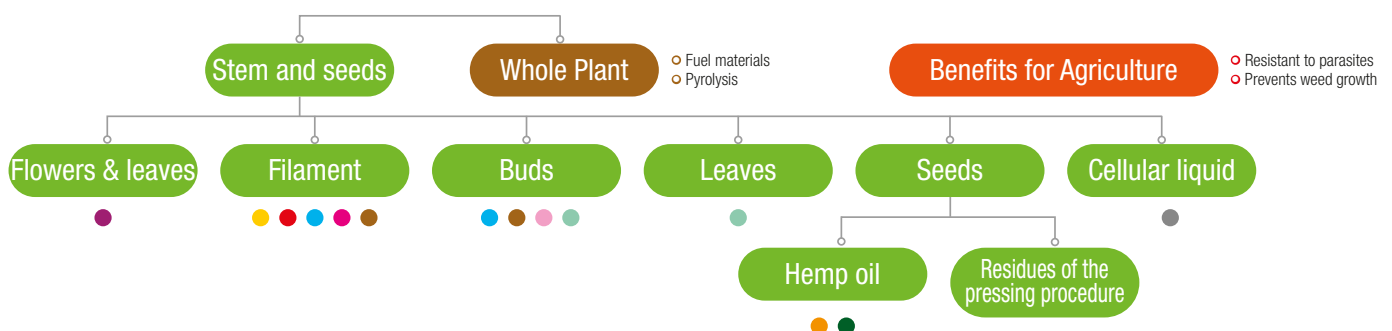 Stem and seeds
Whole Plant
Fuel materials
Pyrolysis
Benefits for Agriculture
Resistant to parasites
Prevents weed growth
Flowers & leaves
Filament
Buds
Leaves
Seeds
Cellular liquid
Hemp oil
Residues of the
pressing procedure